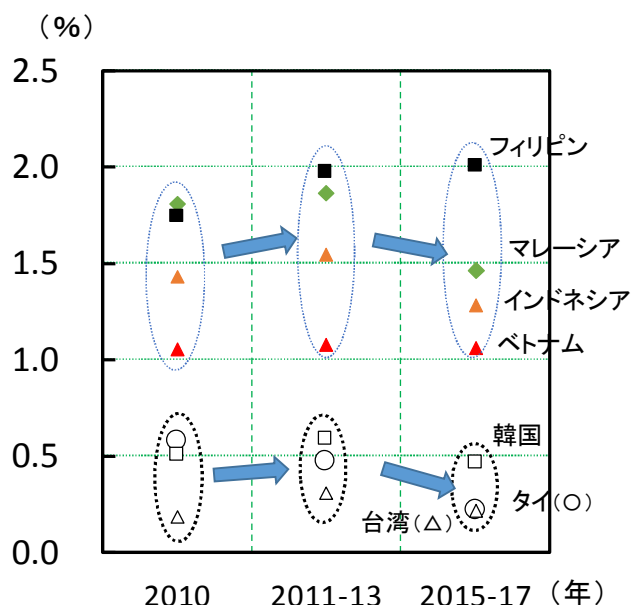 (%)
2.5
2.0
1.5
1.0
0.5
0.0
フィリピン
マレーシア
インドネシア
ベトナム
韓国
タイ(○)
台湾(△)
2010 2011-13 2015-17 (年)